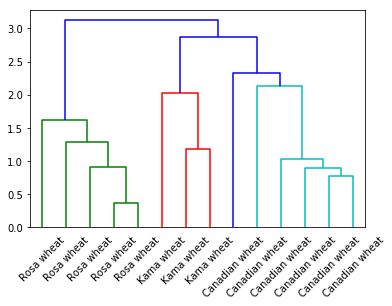 3.0
2.5
2.0
1.5
1.0
0.5
0.0
Rosa wheat
Rosa wheat
Rosa wheat
Rosa wheat
Rosa wheat
Kama wheat
Kama wheat
Kama wheat
Canadian wheat
Canadian wheat
Canadian wheat
Canadian wheat
Canadian wheat
Canadian wheat